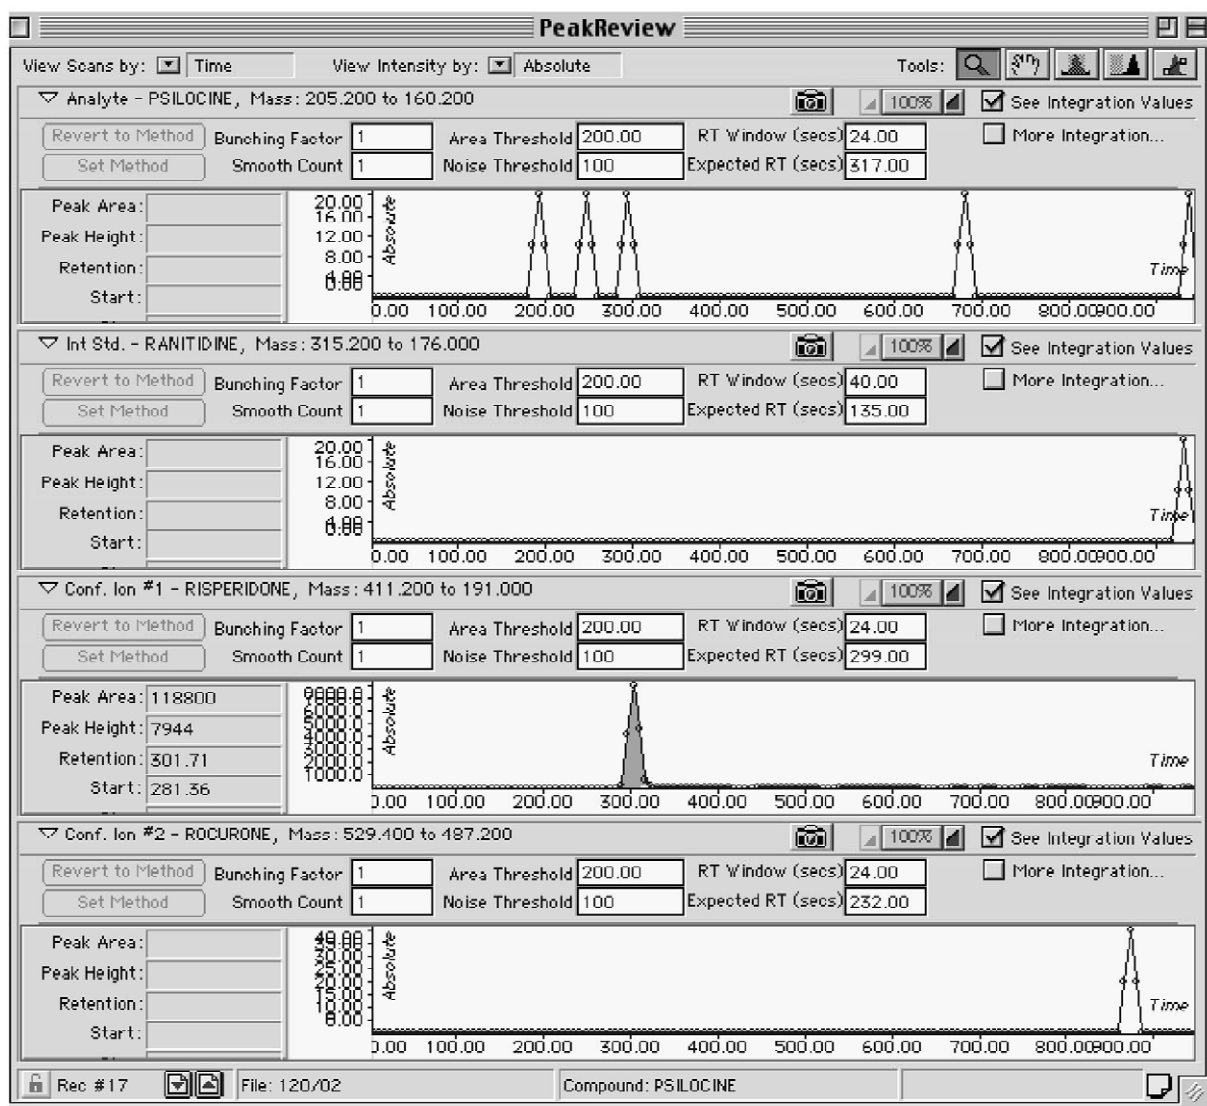 PeakReview
View Scans by: Time View Intensity by: Absolute Tools:
Analyte - PSILOCINE, Mass: 205.200 to 160.200 100% See Integration Values
Revert to Method Bunching Factor 1 Area Threshold 200.00 RT Window (secs) 24.00 More Integration...
Set Method Smooth Count 1 Noise Threshold 100 Expected RT (secs) 317.00
Peak Area:
Peak Height:
Retention:
Start:
20.00
16.00
12.00
8.00
4.00
0.00
Absolute
Time
0.00 100.00 200.00 300.00 400.00 500.00 600.00 700.00 800.00 900.00
Int Std. - RANITIDINE, Mass: 315.200 to 176.000 100% See Integration Values
Revert to Method Bunching Factor 1 Area Threshold 200.00 RT Window (secs) 40.00 More Integration...
Set Method Smooth Count 1 Noise Threshold 100 Expected RT (secs) 135.00
Peak Area:
Peak Height:
Retention:
Start:
20.00
16.00
12.00
8.00
4.00
0.00
Absolute
Time
0.00 100.00 200.00 300.00 400.00 500.00 600.00 700.00 800.00 900.00
Conf. Ion #1 - RISPERIDONE, Mass: 411.200 to 191.000 100% See Integration Values
Revert to Method Bunching Factor 1 Area Threshold 200.00 RT Window (secs) 24.00 More Integration...
Set Method Smooth Count 1 Noise Threshold 100 Expected RT (secs) 299.00
Peak Area: 118800
Peak Height: 7944
Retention: 301.71
Start: 281.36
1000.0
Absolute
Time
0.00 100.00 200.00 300.00 400.00 500.00 600.00 700.00 800.00 900.00
Conf. Ion #2 - ROCURONE, Mass: 529.400 to 487.200 100% See Integration Values
Revert to Method Bunching Factor 1 Area Threshold 200.00 RT Window (secs) 24.00 More Integration...
Set Method Smooth Count 1 Noise Threshold 100 Expected RT (secs) 232.00
Peak Area:
Peak Height:
Retention:
Start:
Absolute
Time
0.00 100.00 200.00 300.00 400.00 500.00 600.00 700.00 800.00 900.00
Rec #17 File: 120/02 Compound: PSILOCINE